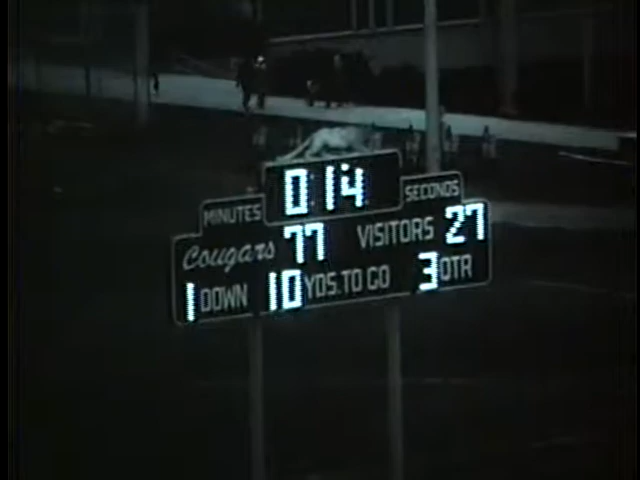 MINUTES 0 14 SECONDS
Cougars 77 VISITORS 27
1 DOWN 10 YDS. TO GO 3 QTR